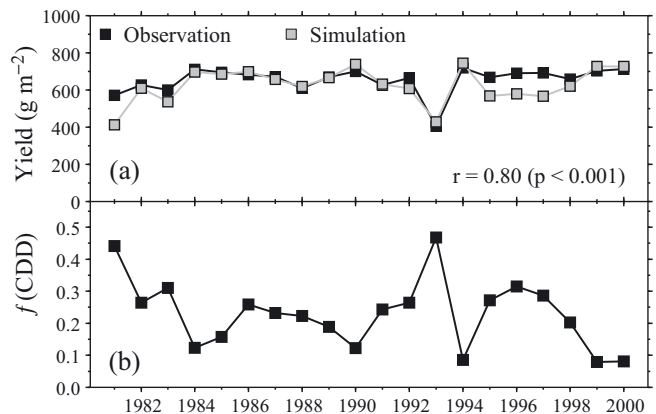 Observation
Simulation
1000
800
600
400
200
0
Yield (g m⁻²)
(a)
r = 0.80 (p < 0.001)
0.5
0.4
0.3
0.2
0.1
0.0
f (CDD)
(b)
1982 1984 1986 1988 1990 1992 1994 1996 1998 2000